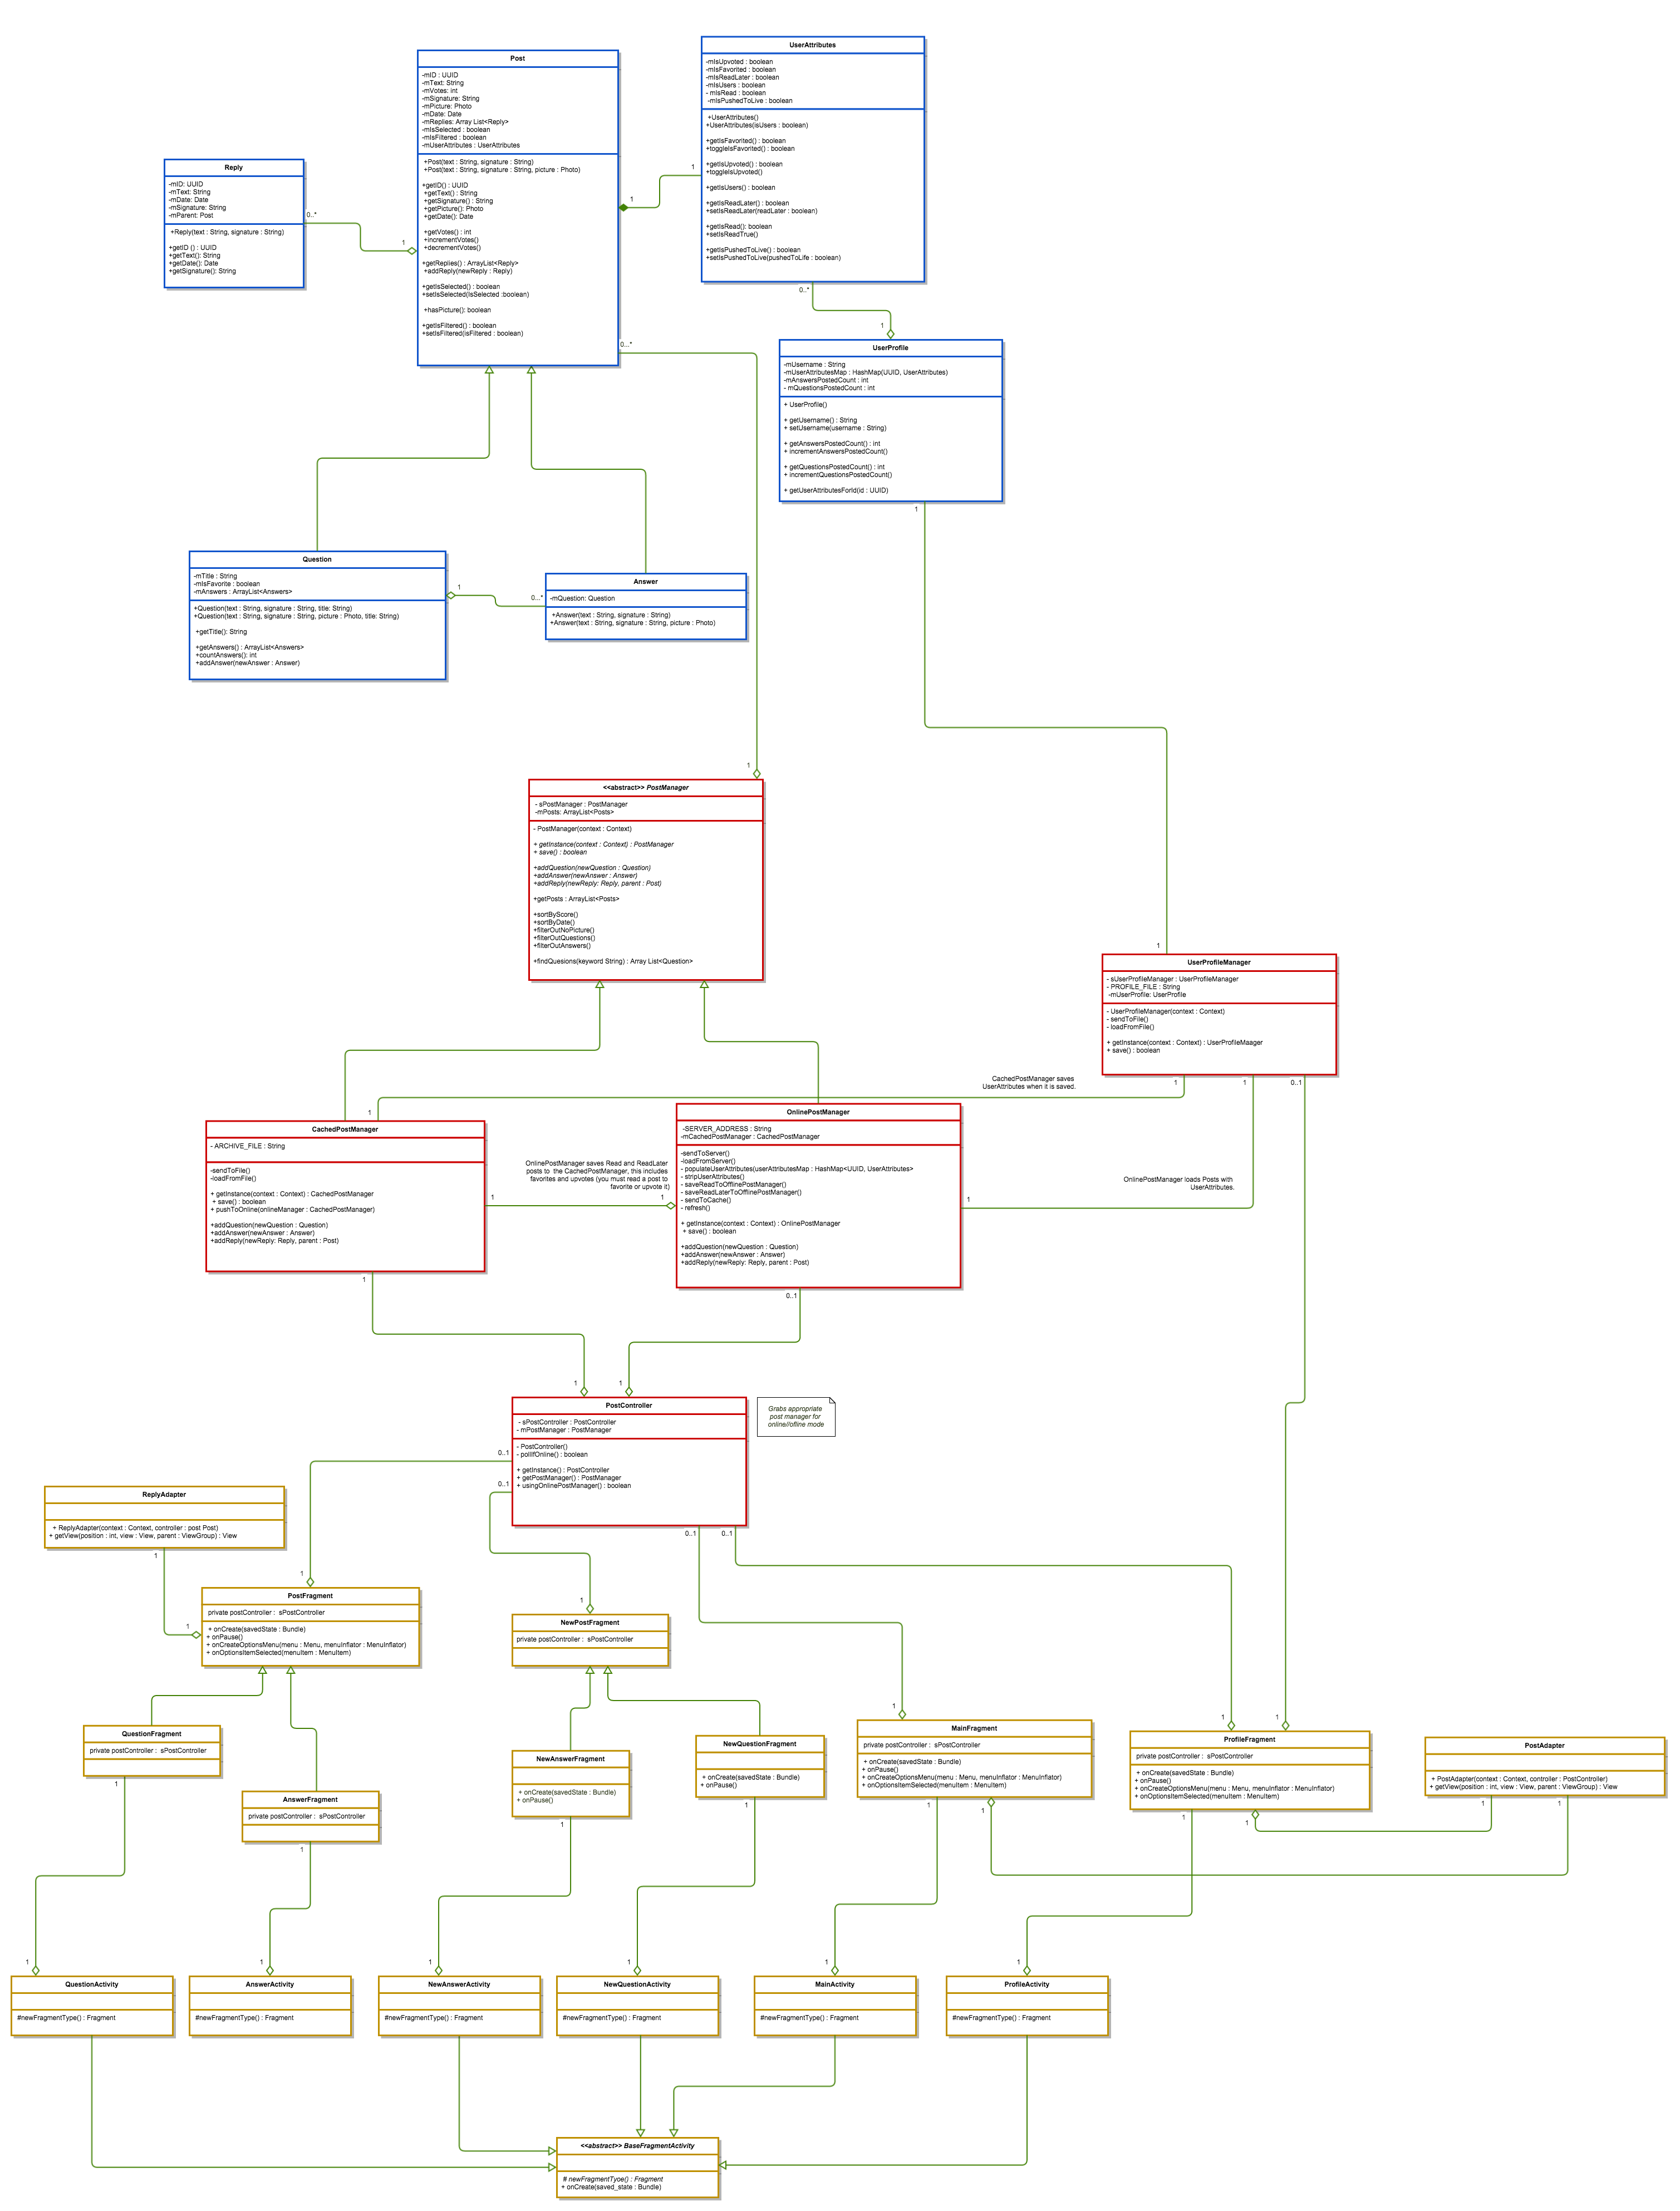 UserAttributes
-mIsUpvoted : boolean
-mIsFavorited : boolean
-mIsReadLater : boolean
-mIsUsers : boolean
- mIsRead : boolean
-mIsPushedToLive : boolean
+UserAttributes()
+UserAttributes(isUsers : boolean)
+getIsFavorited() : boolean
+toggleIsFavorited() : boolean
+getIsUpvoted() : boolean
+toggleIsUpvoted()
+getIsUsers() : boolean
+getIsReadLater() : boolean
+setIsReadLater(readLater : boolean)
+getIsRead(): boolean
+setIsReadTrue()
+getIsPushedToLive() : boolean
+setIsPushedToLive(pushedToLife : boolean)
Post
-mID : UUID
-mText: String
-mVotes: int
-mSignature: String
-mPicture: Photo
-mDate: Date
-mReplies: Array List<Reply>
-mIsSelected : boolean
-mIsFiltered : boolean
-mUserAttributes : UserAttributes
+Post(text : String, signature : String)
+Post(text : String, signature : String, picture : Photo)
+getID() : UUID
+getText() : String
+getSignature() : String
+getPicture(): Photo
+getDate(): Date
+getVotes() : int
+incrementVotes()
+decrementVotes()
+getReplies() : ArrayList<Reply>
+addReply(newReply : Reply)
+getIsSelected() : boolean
+setIsSelected(IsSelected :boolean)
+hasPicture(): boolean
+getIsFiltered() : boolean
+setIsFiltered(isFiltered : boolean)
1
1
Reply
-mID: UUID
-mText: String
-mDate: Date
-mSignature: String
-mParent: Post
+Reply(text : String, signature : String)
+getID () : UUID
+getText(): String
+getDate(): Date
+getSignature(): String
0..*
1
0..*
1
0...*
UserProfile
-mUsername : String
-mUserAttributesMap : HashMap(UUID, UserAttributes)
-mAnswersPostedCount : int
- mQuestionsPostedCount : int
+ UserProfile()
+ getUsername() : String
+ setUsername(username : String)
+ getAnswersPostedCount() : int
+ incrementAnswersPostedCount()
+ getQuestionsPostedCount() : int
+ incrementQuestionsPostedCount()
+ getUserAttributesForId(id : UUID)
1
Question
-mTitle : String
-mIsFavorite : boolean
-mAnswers : ArrayList<Answers>
+Question(text : String, signature : String, title: String)
+Question(text : String, signature : String, picture : Photo, title: String)
+getTitle(): String
+getAnswers() : ArrayList<Answers>
+countAnswers(): int
+addAnswer(newAnswer : Answer)
1
0...*
Answer
-mQuestion: Question
+Answer(text : String, signature : String)
+Answer(text : String, signature : String, picture : Photo)
1
<<abstract>> PostManager
- sPostManager : PostManager
-mPosts: ArrayList<Posts>
- PostManager(context : Context)
+ getInstance(context : Context) : PostManager
+ save() : boolean
+addQuestion(newQuestion : Question)
+addAnswer(newAnswer : Answer)
+addReply(newReply: Reply, parent : Post)
+getPosts : ArrayList<Posts>
+sortByScore()
+sortByDate()
+filterOutNoPicture()
+filterOutQuestions()
+filterOutAnswers()
+findQuesions(keyword String) : Array List<Question>
1
UserProfileManager
- sUserProfileManager : UserProfileManager
- PROFILE_FILE : String
-mUserProfile: UserProfile
- UserProfileManager(context : Context)
- sendToFile()
- loadFromFile()
+ getInstance(context : Context) : UserProfileMaager
+ save() : boolean
CachedPostManager saves
UserAttributes when it is saved.
1
1
0..1
1
CachedPostManager
- ARCHIVE_FILE : String
-sendToFile()
-loadFromFile()
+ getInstance(context : Context) : CachedPostManager
+ save() : boolean
+ pushToOnline(onlineManager : CachedPostManager)
+addQuestion(newQuestion : Question)
+addAnswer(newAnswer : Answer)
+addReply(newReply: Reply, parent : Post)
OnlinePostManager saves Read and ReadLater
posts to the CachedPostManager, this includes
favorites and upvotes (you must read a post to
favorite or upvote it)
1
1
OnlinePostManager
-SERVER_ADDRESS : String
-mCachedPostManager : CachedPostManager
-sendToServer()
-loadFromServer()
- populateUserAttributes(userAttributesMap : HashMap<UUID, UserAttributes>
- stripUserAttributes()
- saveReadToOfflinePostManager()
- saveReadLaterToOfflinePostManager()
- sendToCache()
- refresh()
+ getInstance(context : Context) : OnlinePostManager
+ save() : boolean
+addQuestion(newQuestion : Question)
+addAnswer(newAnswer : Answer)
+addReply(newReply: Reply, parent : Post)
OnlinePostManager loads Posts with
UserAttributes.
1
1
0..1
1
1
PostController
- sPostController : PostController
- mPostManager : PostManager
- PostController()
- pollIfOnline() : boolean
+ getInstance() : PostController
+ getPostManager() : PostManager
+ usingOnlinePostManager() : boolean
Grabs appropriate
post manager for
online//ofline mode
0..1
0..1
0..1
0..1
ReplyAdapter
+ ReplyAdapter(context : Context, controller : post Post)
+ getView(position : int, view : View, parent : ViewGroup) : View
1
1
1
PostFragment
private postController : sPostController
+ onCreate(savedState : Bundle)
+ onPause()
+ onCreateOptionsMenu(menu : Menu, menuInflator : MenuInflator)
+ onOptionsItemSelected(menuItem : MenuItem)
1
NewPostFragment
private postController : sPostController
QuestionFragment
private postController : sPostController
1
AnswerFragment
private postController : sPostController
1
NewAnswerFragment
+ onCreate(savedState : Bundle)
+ onPause()
1
NewQuestionFragment
+ onCreate(savedState : Bundle)
+ onPause()
1
1
MainFragment
private postController : sPostController
+ onCreate(savedState : Bundle)
+ onPause()
+ onCreateOptionsMenu(menu : Menu, menuInflator : MenuInflator)
+ onOptionsItemSelected(menuItem : MenuItem)
1
1
1
1
ProfileFragment
private postController : sPostController
+ onCreate(savedState : Bundle)
+ onPause()
+ onCreateOptionsMenu(menu : Menu, menuInflator : MenuInflator)
+ onOptionsItemSelected(menuItem : MenuItem)
1
1
PostAdapter
+ PostAdapter(context : Context, controller : PostController)
+ getView(position : int, view : View, parent : ViewGroup) : View
1
1
1
QuestionActivity
#newFragmentType() : Fragment
1
AnswerActivity
#newFragmentType() : Fragment
1
NewAnswerActivity
#newFragmentType() : Fragment
1
NewQuestionActivity
#newFragmentType() : Fragment
1
MainActivity
#newFragmentType() : Fragment
1
ProfileActivity
#newFragmentType() : Fragment
<<abstract>> BaseFragmentActivity
# newFragmentTyoe() : Fragment
+ onCreate(saved_state : Bundle)